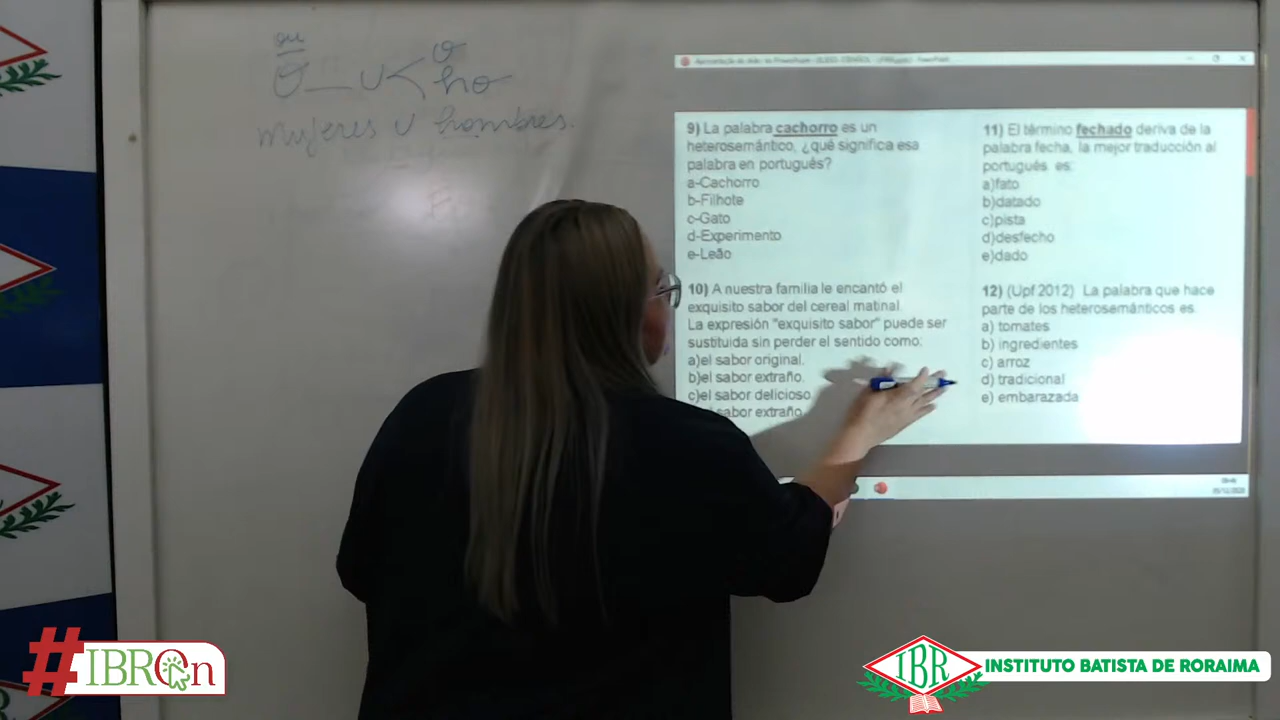 ou
O — U < o
ho
mujeres u hombres.
9) La palabra cachorro es un
heterosemántico, ¿qué significa esa
palabra en portugués?
a-Cachorro
b-Filhote
c-Gato
d-Experimento
e-Leão
10) A nuestra familia le encantó el
exquisito sabor del cereal matinal.
La expresión "exquisito sabor" puede ser
sustituida sin perder el sentido como:
a)el sabor original.
b)el sabor extraño.
c)el sabor delicioso.
sabor extraño.
11) El término fechado deriva de la
palabra fecha, la mejor traducción al
portugués es:
a)fato
b)datado
c)pista
d)desfecho
e)dado
12) (Upf 2012) La palabra que hace
parte de los heterosemánticos es
a) tomates
b) ingredientes
c) arroz
d) tradicional
e) embarazada
#IBROn
IBR
INSTITUTO BATISTA DE RORAIMA